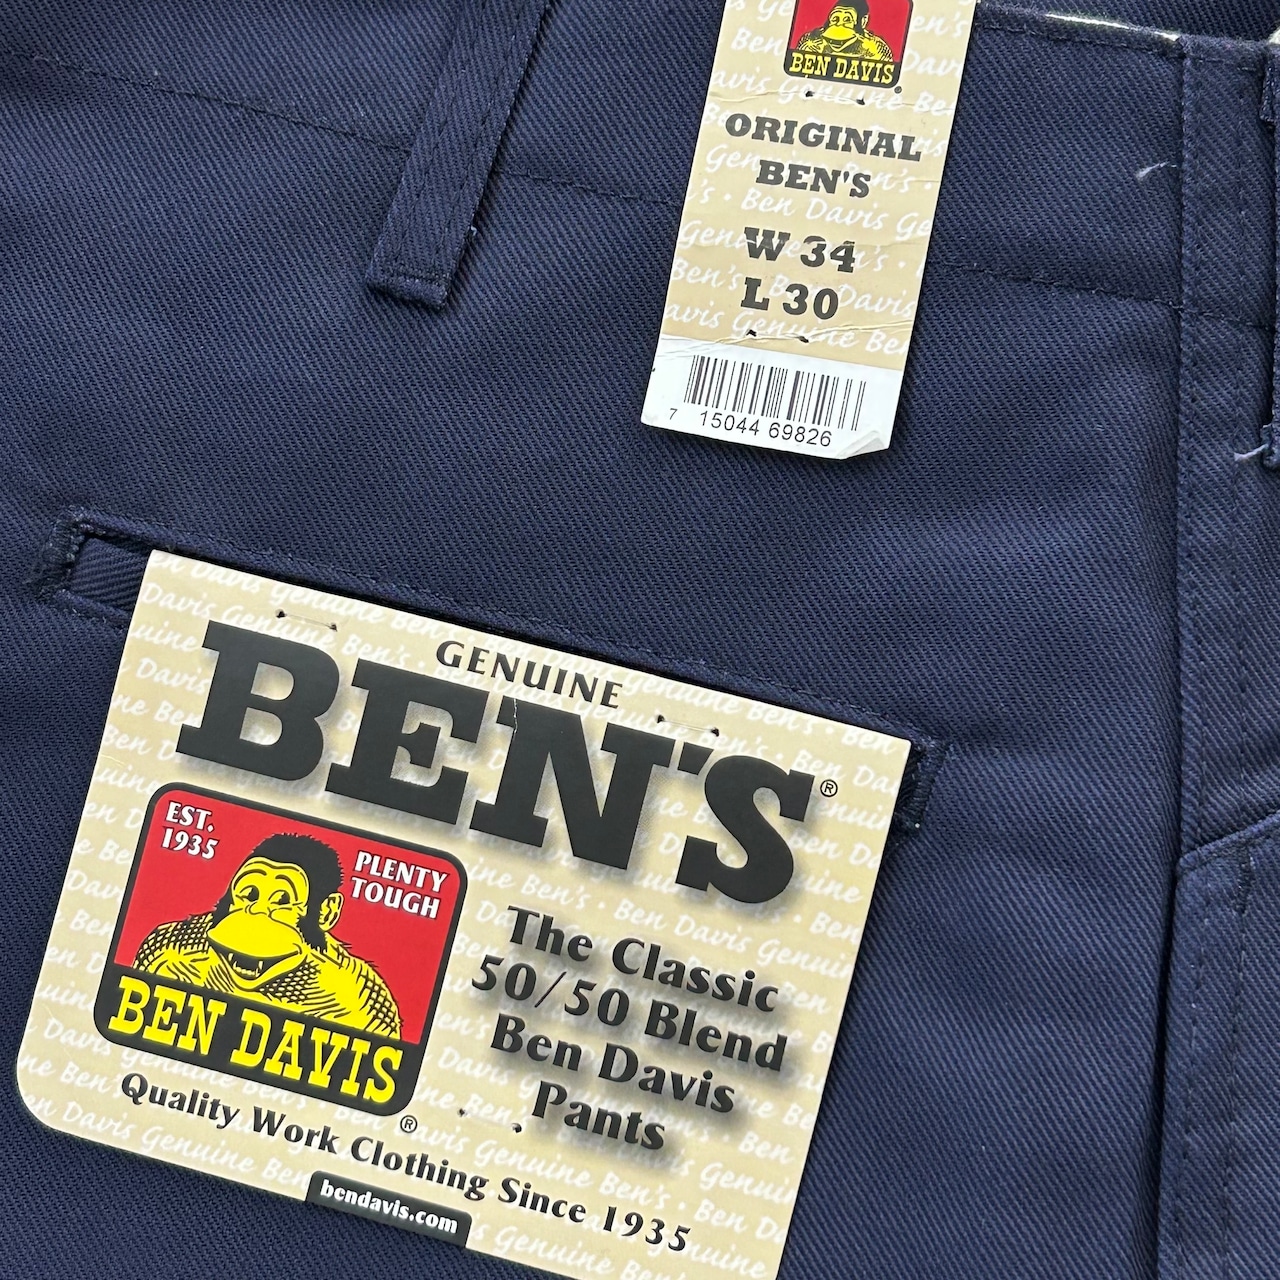 BEN DAVIS
®
ORIGINAL
BEN'S
W 34
L 30
7 15044 69826
GENUINE
BEN'S®
EST.
1935
PLENTY
TOUGH
BEN DAVIS
®
The Classic
50/50 Blend
Ben Davis
Pants
Quality Work Clothing Since 1935
bendavis.com